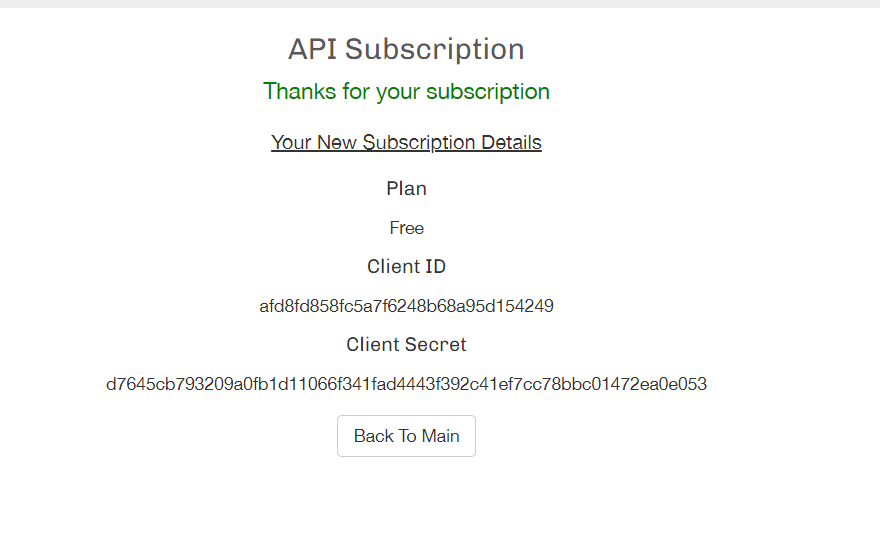 API Subscription
Thanks for your subscription
Your New Subscription Details
Plan
Free
Client ID
afd8fd858fc5a7f6248b68a95d154249
Client Secret
d7645cb793209a0fb1d11066f341fad4443f392c41ef7cc78bbc01472ea0e053
Back To Main